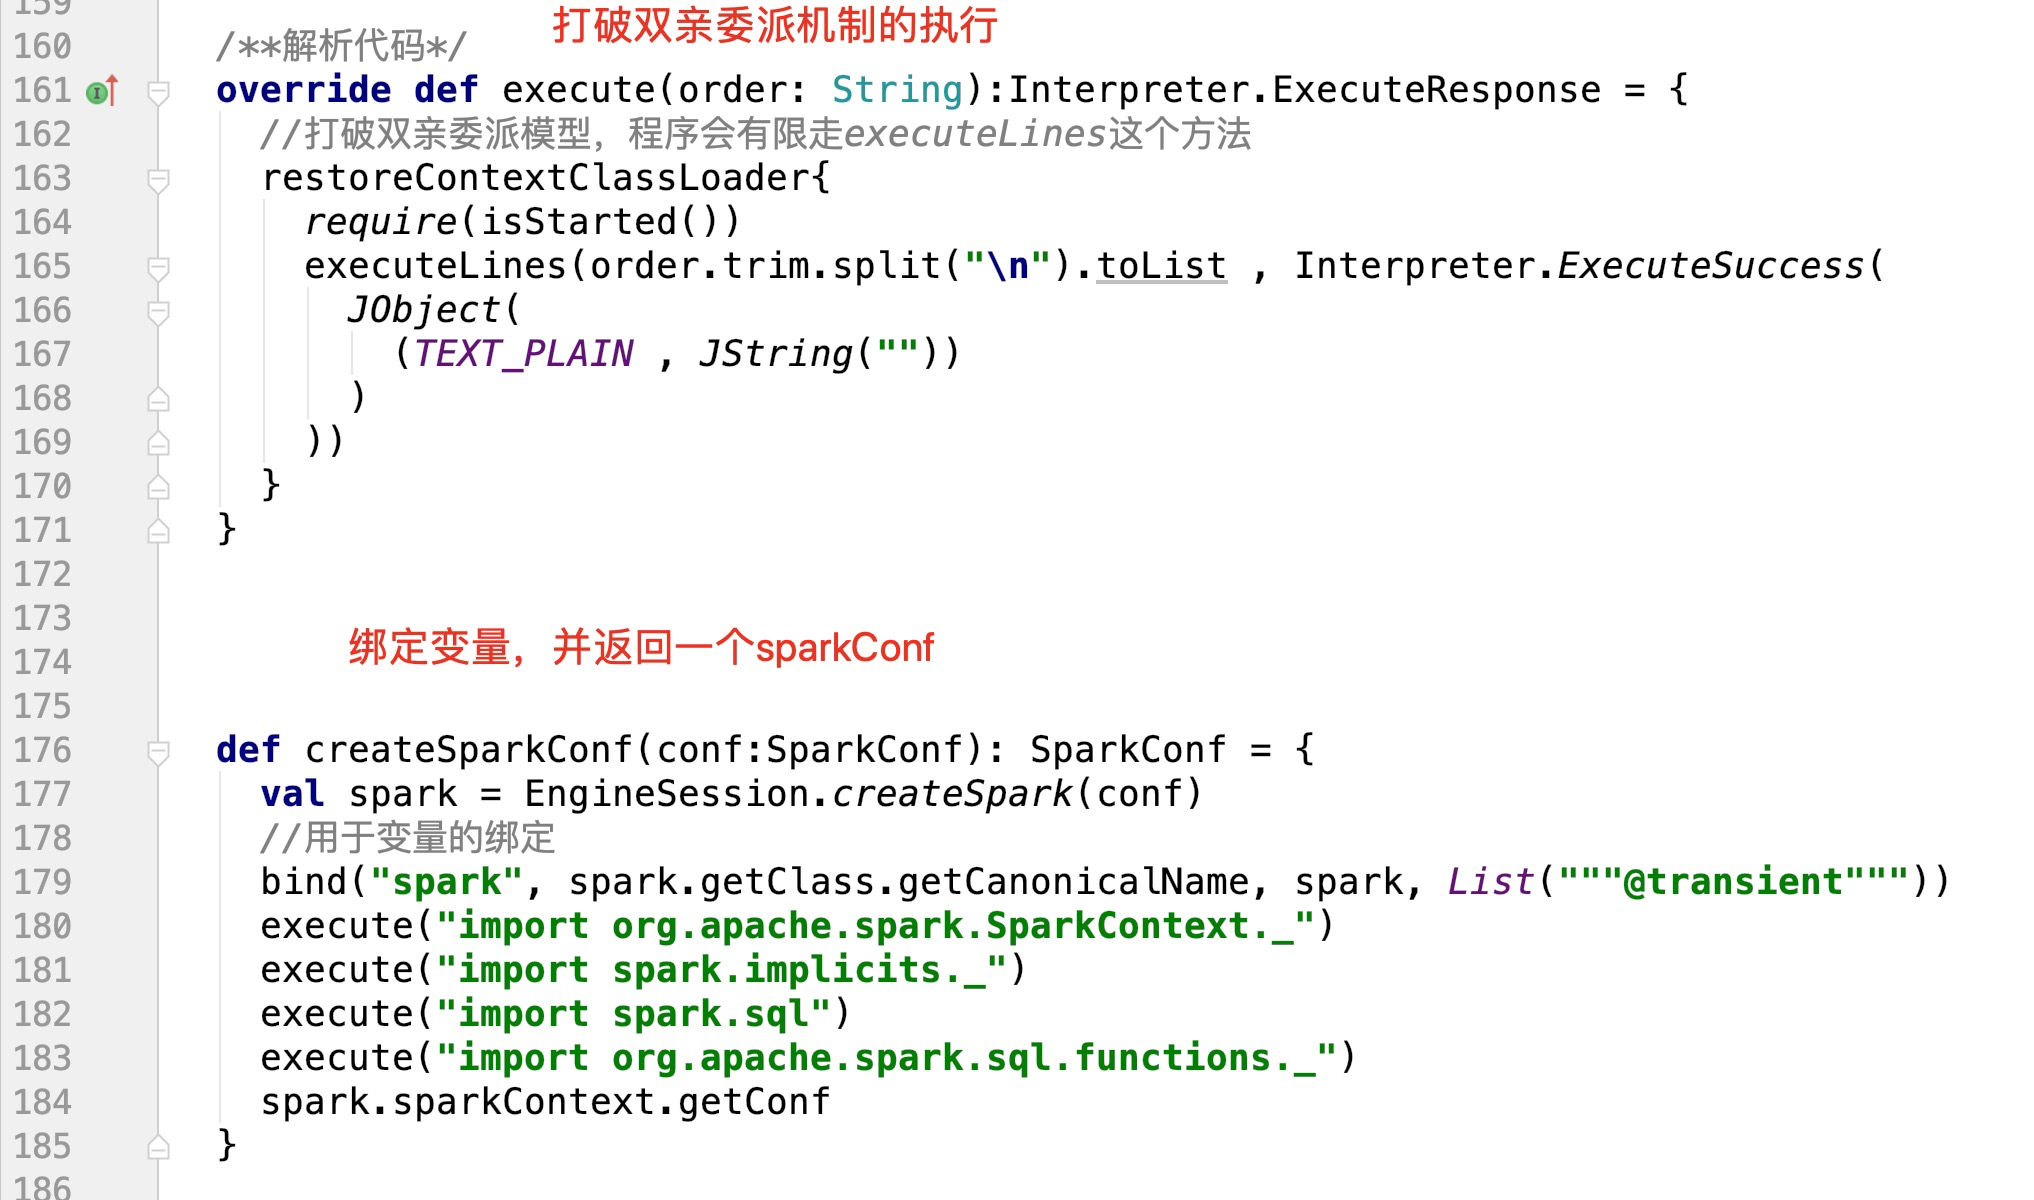 159
打破双亲委派机制的执行
160 /**解析代码*/
161 override def execute(order: String):Interpreter.ExecuteResponse = {
162 //打破双亲委派模型，程序会有限走executeLines这个方法
163 restoreContextClassLoader{
164 require(isStarted())
165 executeLines(order.trim.split("\n").toList , Interpreter.ExecuteSuccess(
166 JObject(
167 (TEXT_PLAIN , JString(""))
168 )
169 ))
170 }
171 }
172
173
绑定变量，并返回一个sparkConf
174
175
176 def createSparkConf(conf:SparkConf): SparkConf = {
177 val spark = EngineSession.createSpark(conf)
178 //用于变量的绑定
179 bind("spark", spark.getClass.getCanonicalName, spark, List("""@transient"""))
180 execute("import org.apache.spark.SparkContext._")
181 execute("import spark.implicits._")
182 execute("import spark.sql")
183 execute("import org.apache.spark.sql.functions._")
184 spark.sparkContext.getConf
185 }
186